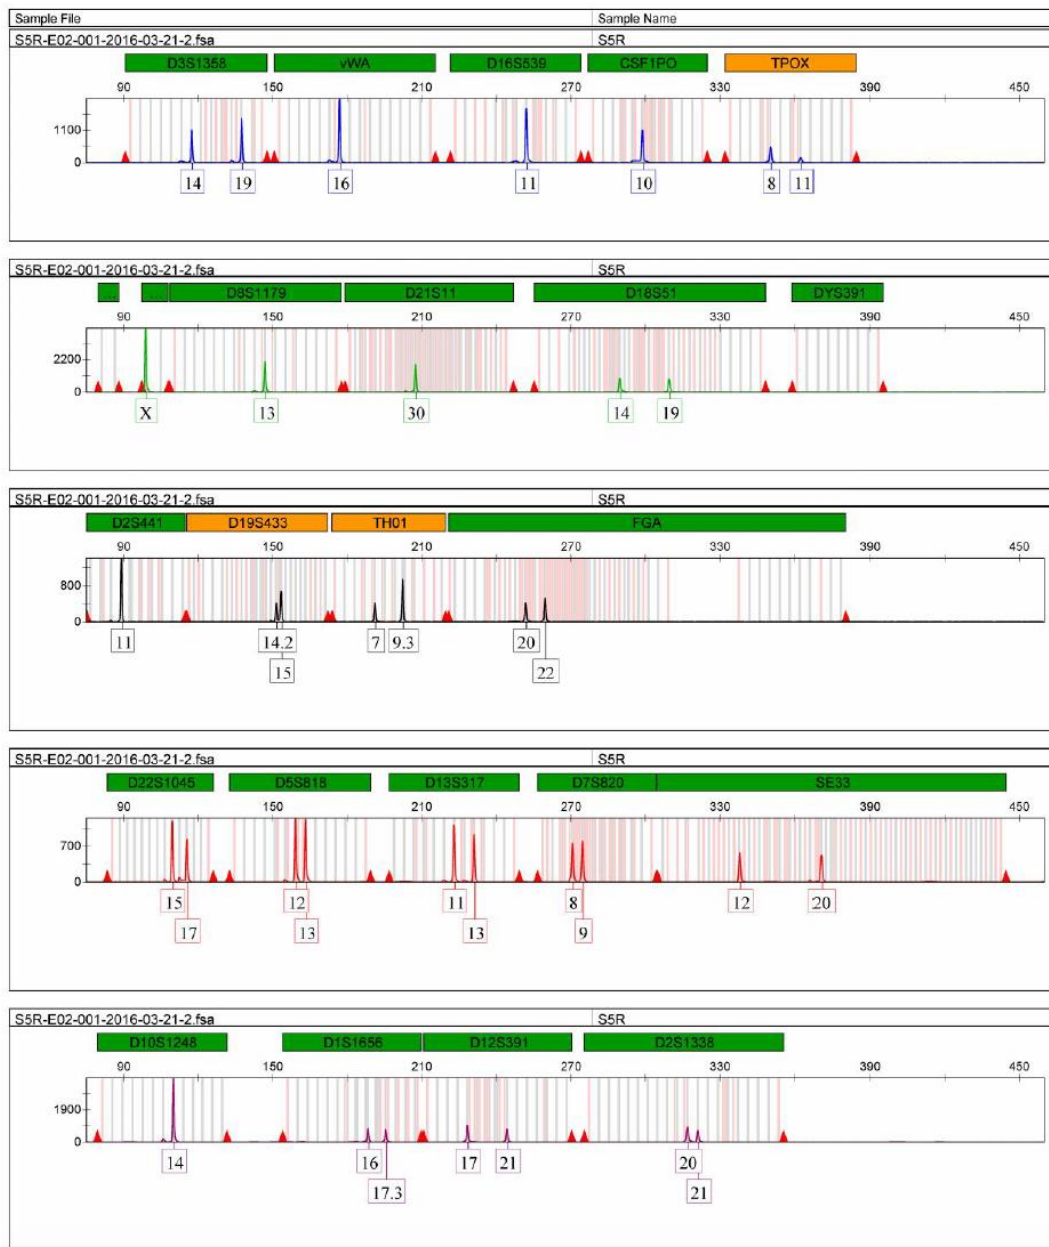 Sample File Sample Name
S5R-E02-001-2016-03-21-2.fsa S5R
D3S1358 vWA D16S539 CSF1PO TPOX
90 150 210 270 330 390 450
1100
0
14 19 16 11 10 8 11
S5R-E02-001-2016-03-21-2.fsa S5R
D8S1179 D21S11 D18S51 DYS391
90 150 210 270 330 390 450
2200
0
X 13 30 14 19
S5R-E02-001-2016-03-21-2.fsa S5R
D2S441 D19S433 TH01 FGA
90 150 210 270 330 390 450
800
0
11 14.2 7 9.3 20
15 22
S5R-E02-001-2016-03-21-2.fsa S5R
D22S1045 D5S818 D13S317 D7S820 SE33
90 150 210 270 330 390 450
700
0
15 12 11 8 12 20
17 13 13 9
S5R-E02-001-2016-03-21-2.fsa S5R
D10S1248 D1S1656 D12S391 D2S1338
90 150 210 270 330 390 450
1900
0
14 16 17 21 20
17.3 21